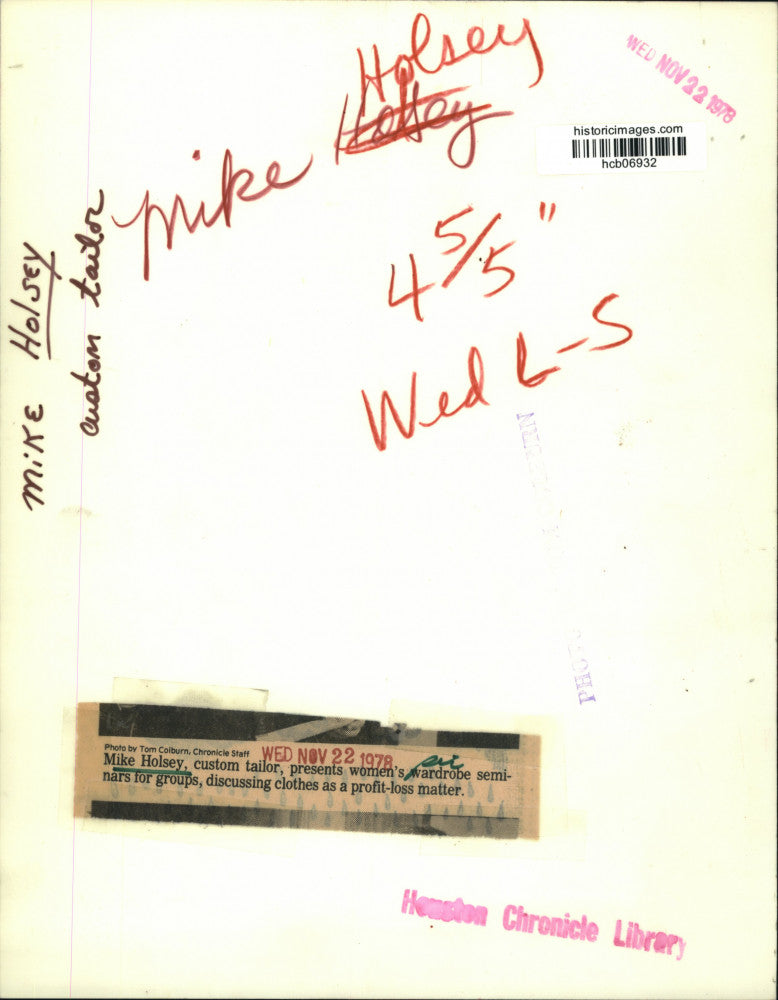 Holsey
Mike Holsey
WED NOV 22 1978
historicimages.com
hcb06932
4 5/5"
Wed L-S
MIKE HOLSEY
custom tailor
PHOTO
Photo by Tom Colburn, Chronicle Staff
WED NOV 22 1978
Mike Holsey, custom tailor, presents women's wardrobe semi-
nars for groups, discussing clothes as a profit-loss matter.
Houston Chronicle Library